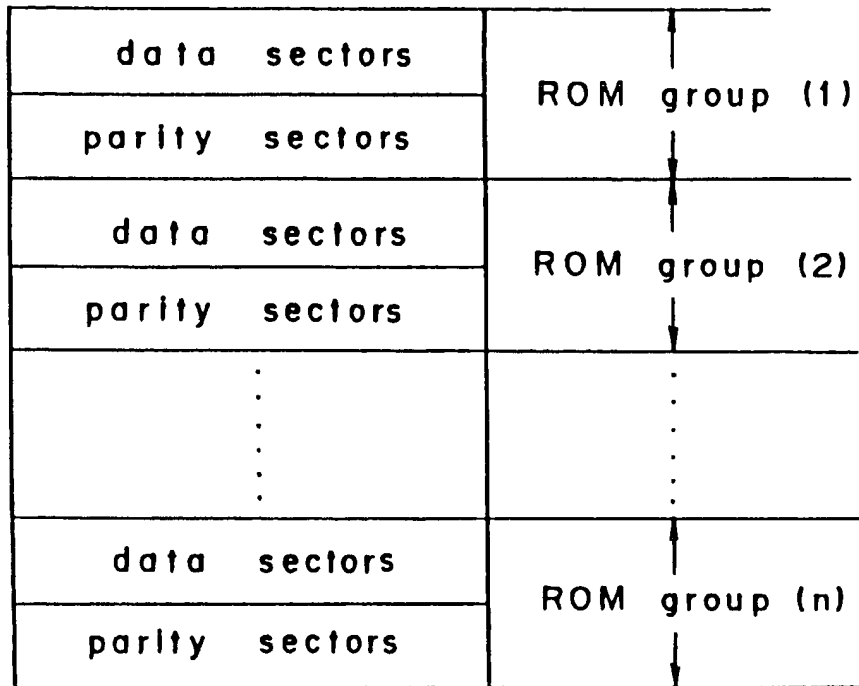 data sectors
ROM group (1)
parity sectors
data sectors
ROM group (2)
parity sectors
data sectors
ROM group (n)
parity sectors